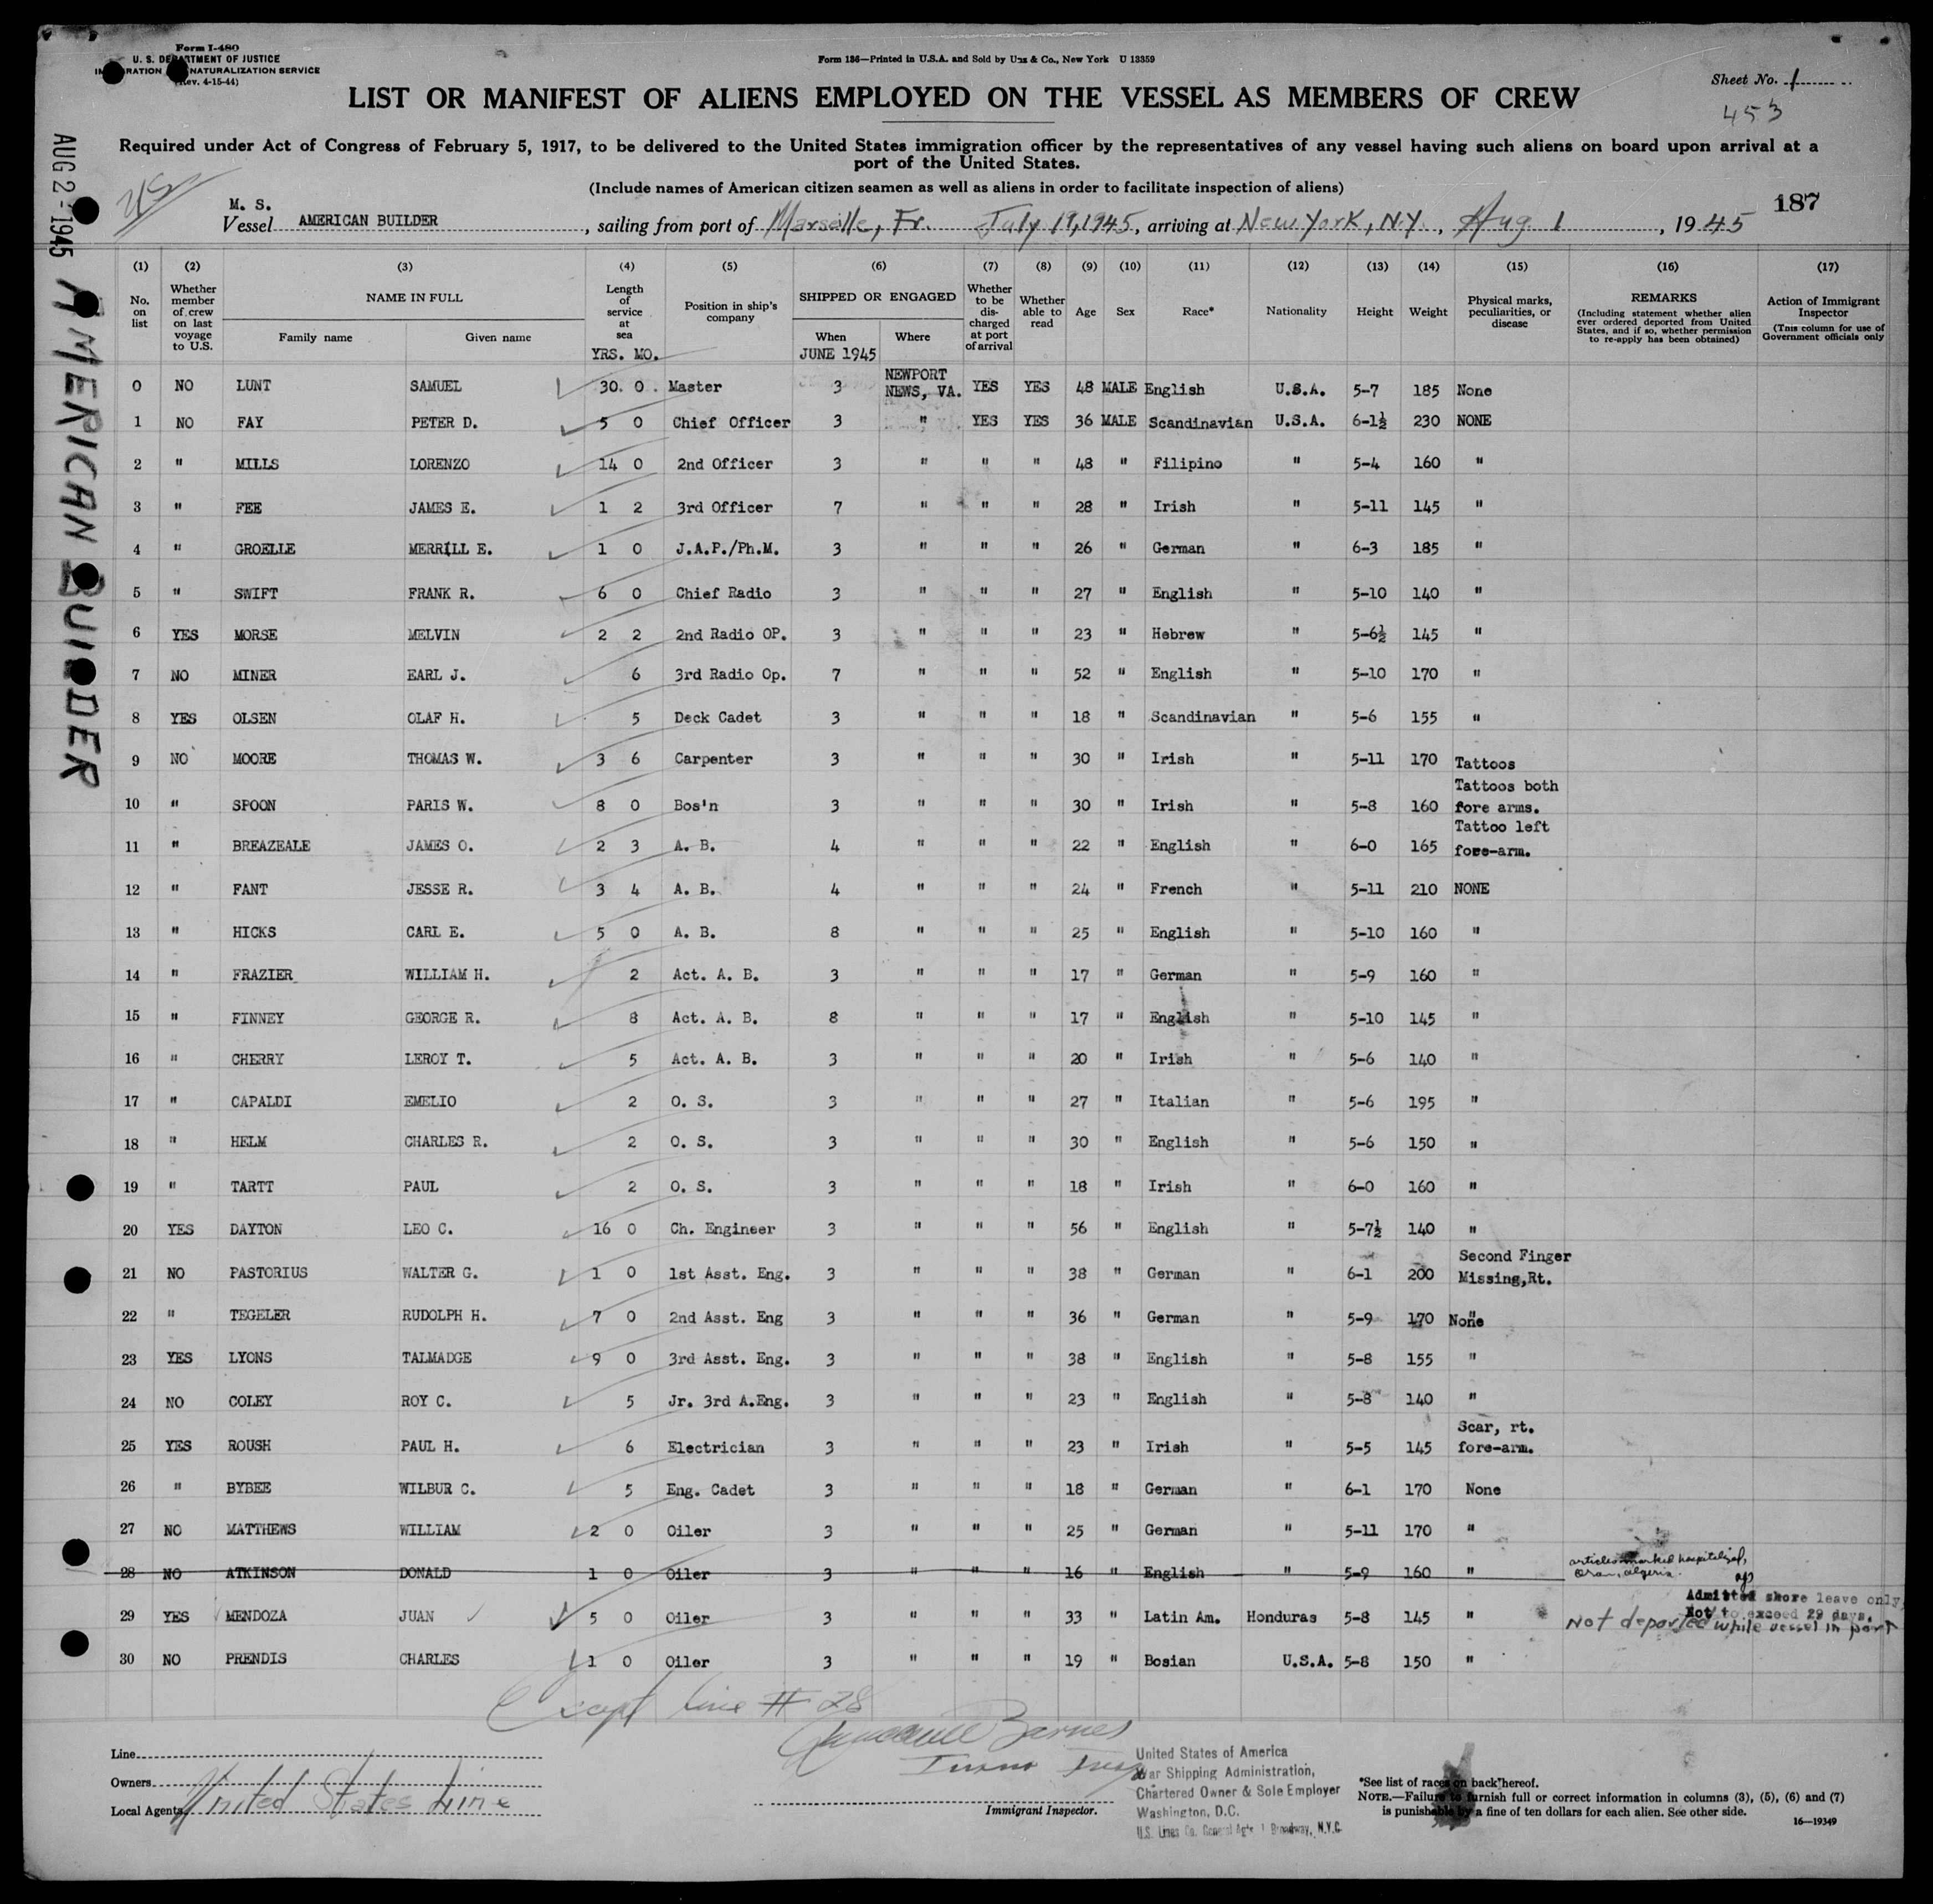 Form I-480
U. S. DEPARTMENT OF JUSTICE
IMMIGRATION NATURALIZATION SERVICE
(Rev. 4-15-44)
Form 136—Printed in U.S.A. and Sold by Unz & Co., New York U 13359
Sheet No. 1
453
LIST OR MANIFEST OF ALIENS EMPLOYED ON THE VESSEL AS MEMBERS OF CREW
Required under Act of Congress of February 5, 1917, to be delivered to the United States immigration officer by the representatives of any vessel having such aliens on board upon arrival at a
port of the United States.
(Include names of American citizen seamen as well as aliens in order to facilitate inspection of aliens)
AUG 2 - 1945
AMERICAN BUILDER
US
187
M. S.
Vessel AMERICAN BUILDER, sailing from port of Marseille, Fr. July 19, 1945, arriving at New York, N.Y., Aug 1, 1945
(1) (2) (3) (4) (5) (6) (7) (8) (9) (10) (11) (12) (13) (14) (15) (16) (17)
No. on list
Whether member of crew on last voyage to U.S.
NAME IN FULL
Family name Given name
Length of service at sea
YRS. MO.
Position in ship's company
SHIPPED OR ENGAGED
When Where
JUNE 1945
Whether to be discharged at port of arrival
Whether able to read
Age Sex Race* Nationality Height Weight
Physical marks, peculiarities, or disease
REMARKS
(Including statement whether alien ever ordered deported from United States, and if so, whether permission to re-apply has been obtained)
Action of Immigrant Inspector
(This column for use of Government officials only
0 NO LUNT SAMUEL 30. 0. Master 3 NEWPORT NEWS, VA. YES YES 48 MALE English U.S.A. 5-7 185 None
1 NO FAY PETER D. 5 0 Chief Officer 3 " YES YES 36 MALE Scandinavian U.S.A. 6-1½ 230 NONE
2 " MILLS LORENZO 14 0 2nd Officer 3 " " " 48 " Filipino " 5-4 160 "
3 " FEE JAMES E. 1 2 3rd Officer 7 " " " 28 " Irish " 5-11 145 "
4 " GROELLE MERRILL E. 1 0 J.A.P./Ph.M. 3 " " " 26 " German " 6-3 185 "
5 " SWIFT FRANK R. 6 0 Chief Radio 3 " " " 27 " English " 5-10 140 "
6 YES MORSE MELVIN 2 2 2nd Radio OP. 3 " " " 23 " Hebrew " 5-6½ 145 "
7 NO MINER EARL J. 6 3rd Radio Op. 7 " " " 52 " English " 5-10 170 "
8 YES OLSEN OLAF H. 5 Deck Cadet 3 " " " 18 " Scandinavian " 5-6 155 "
9 NO MOORE THOMAS W. 3 6 Carpenter 3 " " " 30 " Irish " 5-11 170 Tattoos
10 " SPOON PARIS W. 8 0 Bos'n 3 " " " 30 " Irish " 5-8 160 Tattoos both fore arms.
11 " BREAZEALE JAMES O. 2 3 A. B. 4 " " " 22 " English " 6-0 165 Tattoo left fore-arm.
12 " FANT JESSE R. 3 4 A. B. 4 " " " 24 " French " 5-11 210 NONE
13 " HICKS CARL E. 5 0 A. B. 8 " " " 25 " English " 5-10 160 "
14 " FRAZIER WILLIAM H. 2 Act. A. B. 3 " " " 17 " German " 5-9 160 "
15 " FINNEY GEORGE R. 8 Act. A. B. 8 " " " 17 " English " 5-10 145 "
16 " CHERRY LEROY T. 5 Act. A. B. 3 " " " 20 " Irish " 5-6 140 "
17 " CAPALDI EMELIO 2 O. S. 3 " " " 27 " Italian " 5-6 195 "
18 " HELM CHARLES R. 2 O. S. 3 " " " 30 " English " 5-6 150 "
19 " TARTT PAUL 2 O. S. 3 " " " 18 " Irish " 6-0 160 "
20 YES DAYTON LEO C. 16 0 Ch. Engineer 3 " " " 56 " English " 5-7½ 140 "
21 NO PASTORIUS WALTER G. 1 0 1st Asst. Eng. 3 " " " 38 " German " 6-1 200 Second Finger Missing,Rt.
22 " TEGELER RUDOLPH H. 7 0 2nd Asst. Eng 3 " " " 36 " German " 5-9 170 None
23 YES LYONS TALMADGE 9 0 3rd Asst. Eng. 3 " " " 38 " English " 5-8 155 "
24 NO COLEY ROY C. 5 Jr. 3rd A.Eng. 3 " " " 23 " English " 5-8 140 "
25 YES ROUSH PAUL H. 6 Electrician 3 " " " 23 " Irish " 5-5 145 Scar, rt. fore-arm.
26 " BYBEE WILBUR C. 5 Eng. Cadet 3 " " " 18 " German " 6-1 170 None
27 NO MATTHEWS WILLIAM 2 0 Oiler 3 " " " 25 " German " 5-11 170 "
28 NO ATKINSON DONALD 1 0 Oiler 3 " " " 16 " English " 5-9 160 " articles marked hospitalized, Oran, Algeria.
29 YES MENDOZA JUAN 5 0 Oiler 3 " " " 33 " Latin Am. Honduras 5-8 145 " Not deported Admitted shore leave only Not to exceed 29 days. while vessel in port
30 NO PRENDIS CHARLES 1 0 Oiler 3 " " " 19 " Bosian U.S.A. 5-8 150 "
Except line # 28
Barnes
Line
Owners
Local Agents United States Line
Immigrant Inspector.
United States of America
War Shipping Administration,
Chartered Owner & Sole Employer
Washington, D.C.
U.S. Lines Co. General Agts. 1 Broadway, N.Y.C.
*See list of races on back hereof.
NOTE.—Failure to furnish full or correct information in columns (3), (5), (6) and (7)
is punishable by a fine of ten dollars for each alien. See other side.
16—19349